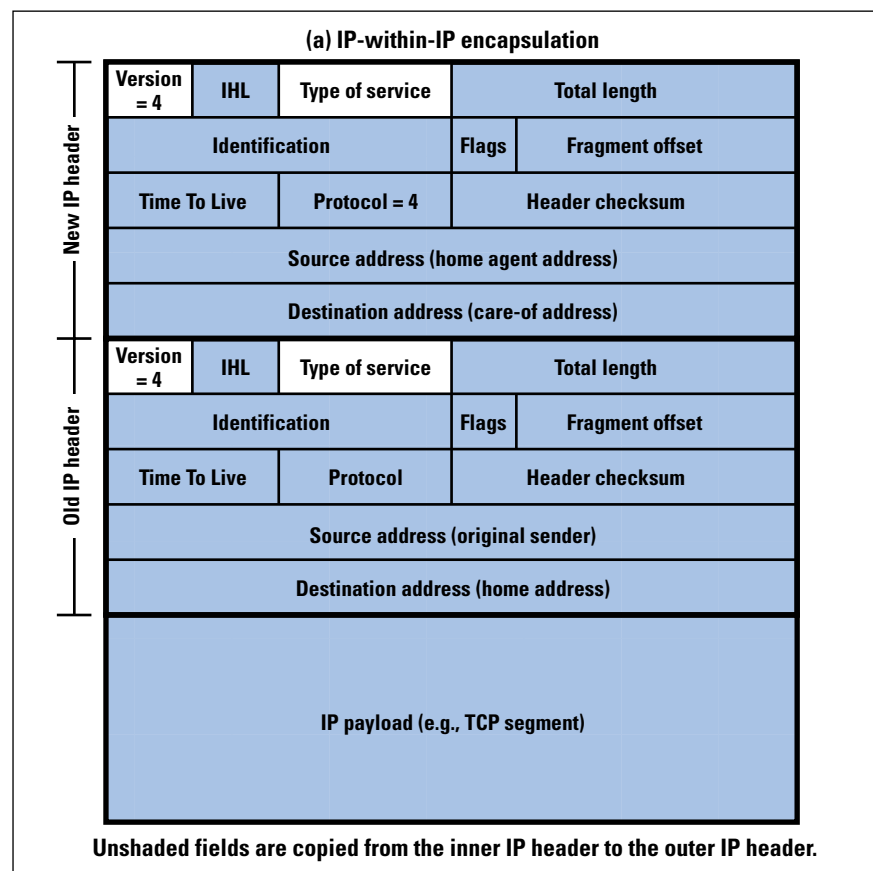 (a) IP-within-IP encapsulation
New IP header
Version
= 4
IHL
Type of service
Total length
Identification
Flags
Fragment offset
Time To Live
Protocol = 4
Header checksum
Source address (home agent address)
Destination address (care-of address)
Old IP header
Version
= 4
IHL
Type of service
Total length
Identification
Flags
Fragment offset
Time To Live
Protocol
Header checksum
Source address (original sender)
Destination address (home address)
IP payload (e.g., TCP segment)
Unshaded fields are copied from the inner IP header to the outer IP header.